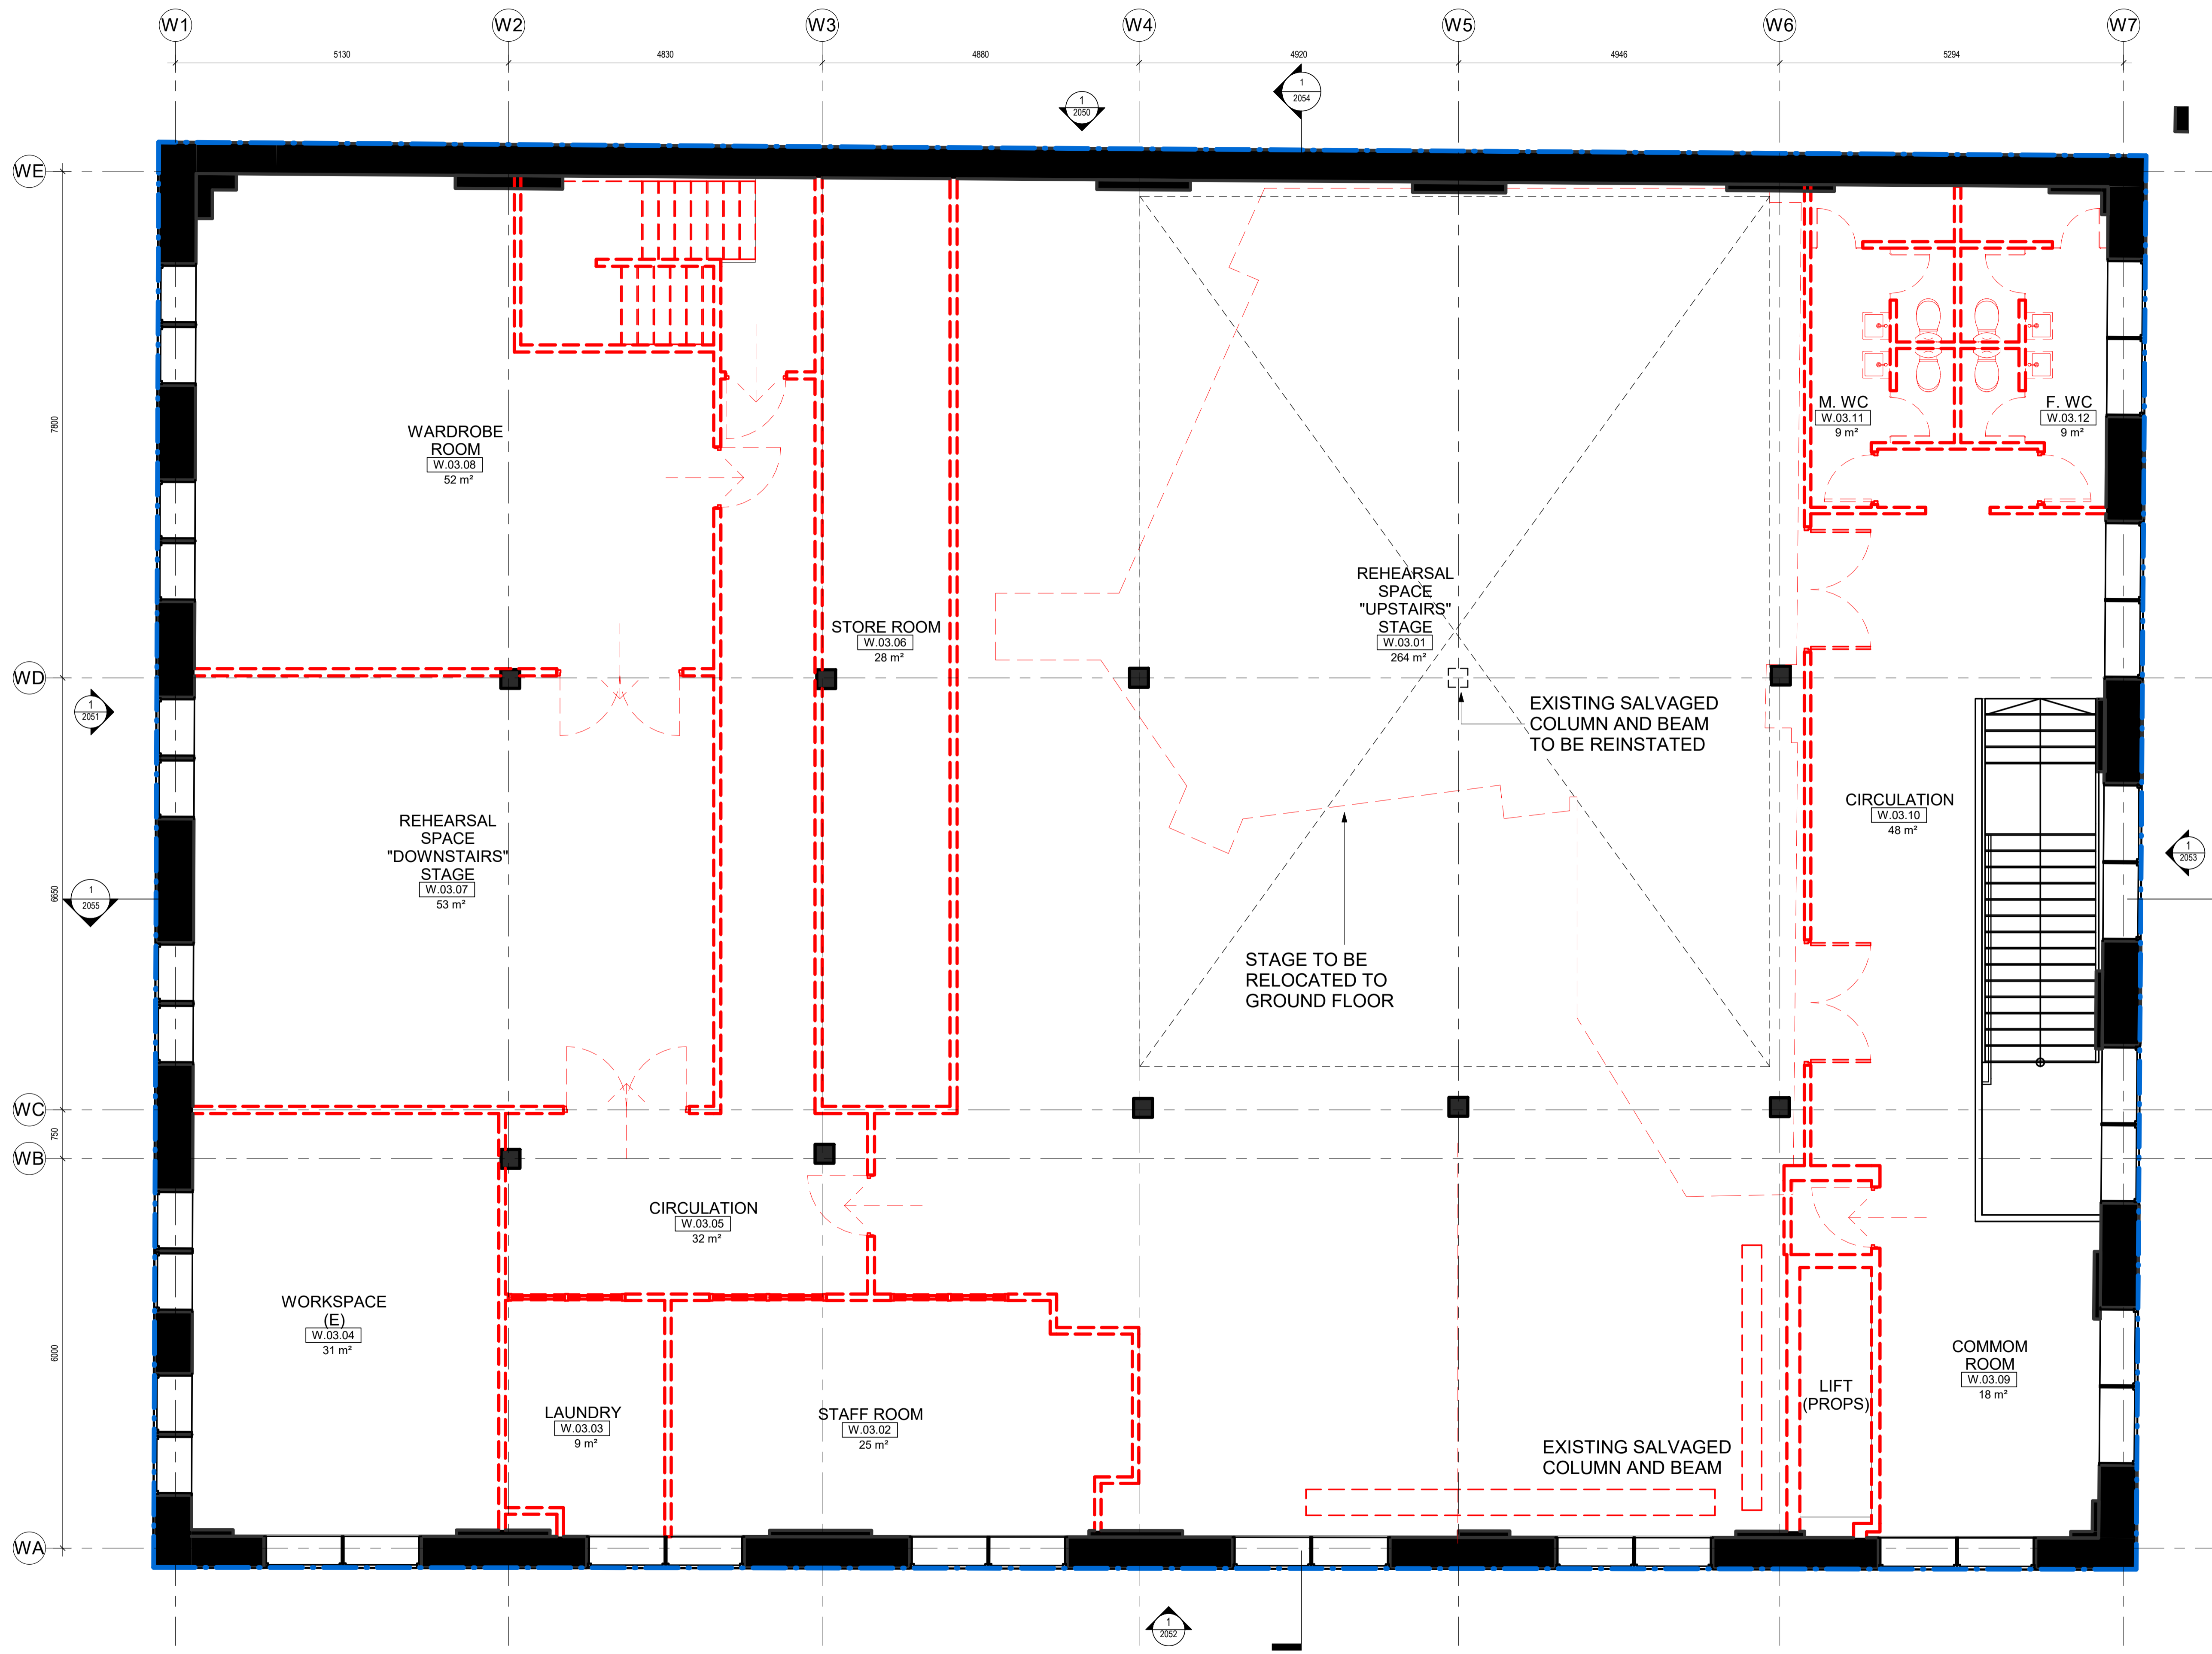 W1
W2
W3
W4
W5
W6
W7
5130
4830
4880
4920
4946
5294
1
2050
1
2054
WE
7800
WD
6650
WC
750
WB
6000
WA
1
2051
1
2055
1
2053
1
2052
WARDROBE
ROOM
W.03.08
52 m²
STORE ROOM
W.03.06
28 m²
REHEARSAL
SPACE
"UPSTAIRS"
STAGE
W.03.01
264 m²
M. WC
W.03.11
9 m²
F. WC
W.03.12
9 m²
EXISTING SALVAGED
COLUMN AND BEAM
TO BE REINSTATED
REHEARSAL
SPACE
"DOWNSTAIRS"
STAGE
W.03.07
53 m²
CIRCULATION
W.03.10
48 m²
STAGE TO BE
RELOCATED TO
GROUND FLOOR
CIRCULATION
W.03.05
32 m²
WORKSPACE
(E)
W.03.04
31 m²
LAUNDRY
W.03.03
9 m²
STAFF ROOM
W.03.02
25 m²
EXISTING SALVAGED
COLUMN AND BEAM
LIFT
(PROPS)
COMMOM
ROOM
W.03.09
18 m²